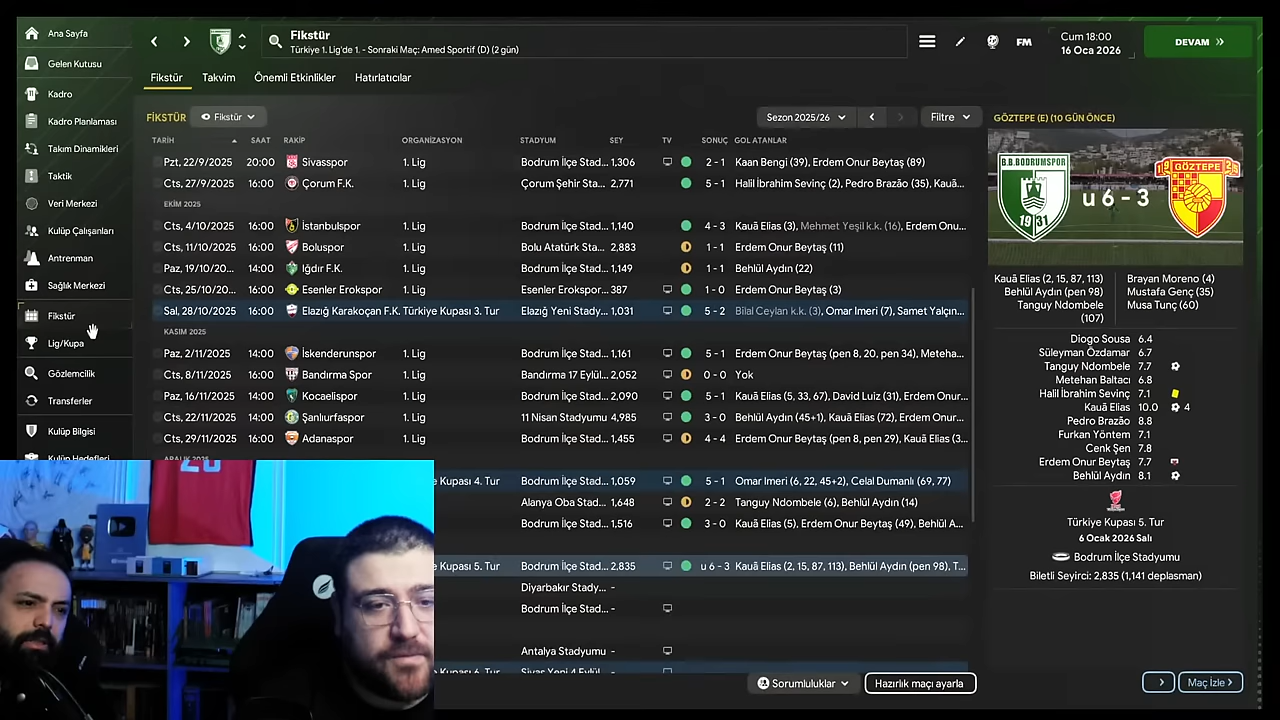 Ana Sayfa
Gelen Kutusu
Kadro
Kadro Planlaması
Takım Dinamikleri
Taktik
Veri Merkezi
Kulüp Çalışanları
Antrenman
Sağlık Merkezi
Fikstür
Lig/Kupa
Gözlemcilik
Transferler
Kulüp Bilgisi
Kulüp Hedefleri
Fikstür
Türkiye 1. Lig'de 1. - Sonraki Maç: Amed Sportif (D) (2 gün)
FM
Cum 18:00
16 Oca 2026
DEVAM
Fikstür Takvim Önemli Etkinlikler Hatırlatıcılar
FİKSTÜR Fikstür Sezon 2025/26 Filtre
TARİH SAAT RAKİP ORGANİZASYON STADYUM SEY TV SONUÇ GOL ATANLAR
Pzt, 22/9/2025 20:00 Sivasspor 1. Lig Bodrum İlçe Stad... 1,306 2 - 1 Kaan Bengi (39), Erdem Onur Beytaş (89)
Cts, 27/9/2025 16:00 Çorum F.K. 1. Lig Çorum Şehir Sta... 2,771 5 - 1 Halil İbrahim Sevinç (2), Pedro Brazão (35), Kauã...
EKİM 2025
Cts, 4/10/2025 16:00 İstanbulspor 1. Lig Bodrum İlçe Stad... 1,140 4 - 3 Kauã Elias (3), Mehmet Yeşil k.k. (16), Erdem Onu...
Cts, 11/10/2025 16:00 Boluspor 1. Lig Bolu Atatürk Sta... 2,883 1 - 1 Erdem Onur Beytaş (11)
Paz, 19/10/20... 14:00 Iğdır F.K. 1. Lig Bodrum İlçe Stad... 1,149 1 - 1 Behlül Aydın (22)
Cts, 25/10/20... 16:00 Esenler Erokspor 1. Lig Esenler Erokspor... 387 1 - 0 Erdem Onur Beytaş (3)
Sal, 28/10/2025 16:00 Elazığ Karakoçan F.K. Türkiye Kupası 3. Tur Elazığ Yeni Stady... 1,031 5 - 2 Bilal Ceylan k.k. (3), Omar Imeri (7), Samet Yalçın...
KASIM 2025
Paz, 2/11/2025 14:00 İskenderunspor 1. Lig Bodrum İlçe Stad... 1,161 5 - 1 Erdem Onur Beytaş (pen 8, 20, pen 34), Meteha...
Cts, 8/11/2025 16:00 Bandırma Spor 1. Lig Bandırma 17 Eylül... 2,052 0 - 0 Yok
Paz, 16/11/2025 14:00 Kocaelispor 1. Lig Bodrum İlçe Stad... 2,090 5 - 1 Kauã Elias (5, 33, 67), David Luiz (31), Erdem Onur...
Cts, 22/11/2025 14:00 Şanlıurfaspor 1. Lig 11 Nisan Stadyumu 4,985 3 - 0 Behlül Aydın (45+1), Kauã Elias (72), Erdem Onur...
Cts, 29/11/2025 16:00 Adanaspor 1. Lig Bodrum İlçe Stad... 1,455 4 - 4 Erdem Onur Beytaş (pen 8, pen 29), Kauã Elias (3...
e Kupası 4. Tur Bodrum İlçe Stad... 1,059 5 - 1 Omar Imeri (6, 22, 45+2), Celal Dumanlı (69, 77)
Alanya Oba Stad... 1,648 2 - 2 Tanguy Ndombele (6), Behlül Aydın (14)
Bodrum İlçe Stad... 1,516 3 - 0 Kauã Elias (5), Erdem Onur Beytaş (49), Behlül A...
e Kupası 5. Tur Bodrum İlçe Stad... 2,835 u 6 - 3 Kauã Elias (2, 15, 87, 113), Behlül Aydın (pen 98), T...
Diyarbakır Stady... -
Bodrum İlçe Stad... -
Antalya Stadyumu -
e Kupası 6. Tur Sivas Yeni 4 Eylül... -
Sorumluluklar Hazırlık maçı ayarla
GÖZTEPE (E) (10 GÜN ÖNCE)
B.B.BODRUMSPOR
1931
u 6 - 3
GÖZTEPE
Kauã Elias (2, 15, 87, 113)
Behlül Aydın (pen 98)
Tanguy Ndombele
(107)
Brayan Moreno (4)
Mustafa Genç (35)
Musa Tunç (60)
Diogo Sousa 6.4
Süleyman Özdamar 6.7
Tanguy Ndombele 7.7
Metehan Baltacı 6.8
Halil İbrahim Sevinç 7.1
Kauã Elias 10.0 4
Pedro Brazão 8.8
Furkan Yöntem 7.1
Cenk Şen 7.8
Erdem Onur Beytaş 7.7
Behlül Aydın 8.1
Türkiye Kupası 5. Tur
6 Ocak 2026 Salı
Bodrum İlçe Stadyumu
Biletli Seyirci: 2,835 (1,141 deplasman)
Maç İzle